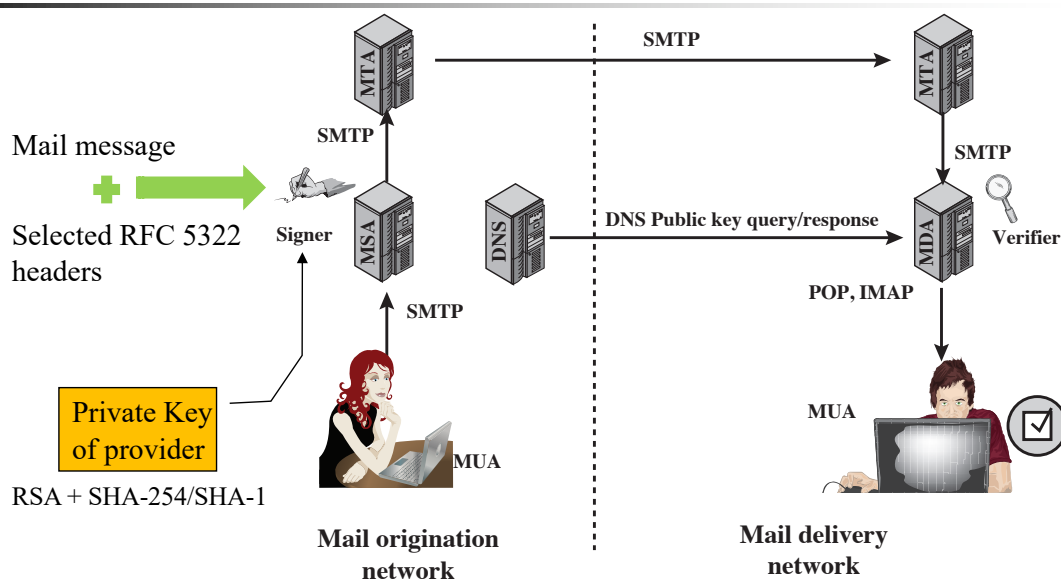 SMTP
MTA
MTA
SMTP
Mail message
SMTP
Selected RFC 5322
headers
Signer
MSA
DNS
DNS Public key query/response
MDA
Verifier
POP, IMAP
SMTP
Private Key
of provider
MUA
MUA
RSA + SHA-254/SHA-1
Mail origination
network
Mail delivery
network